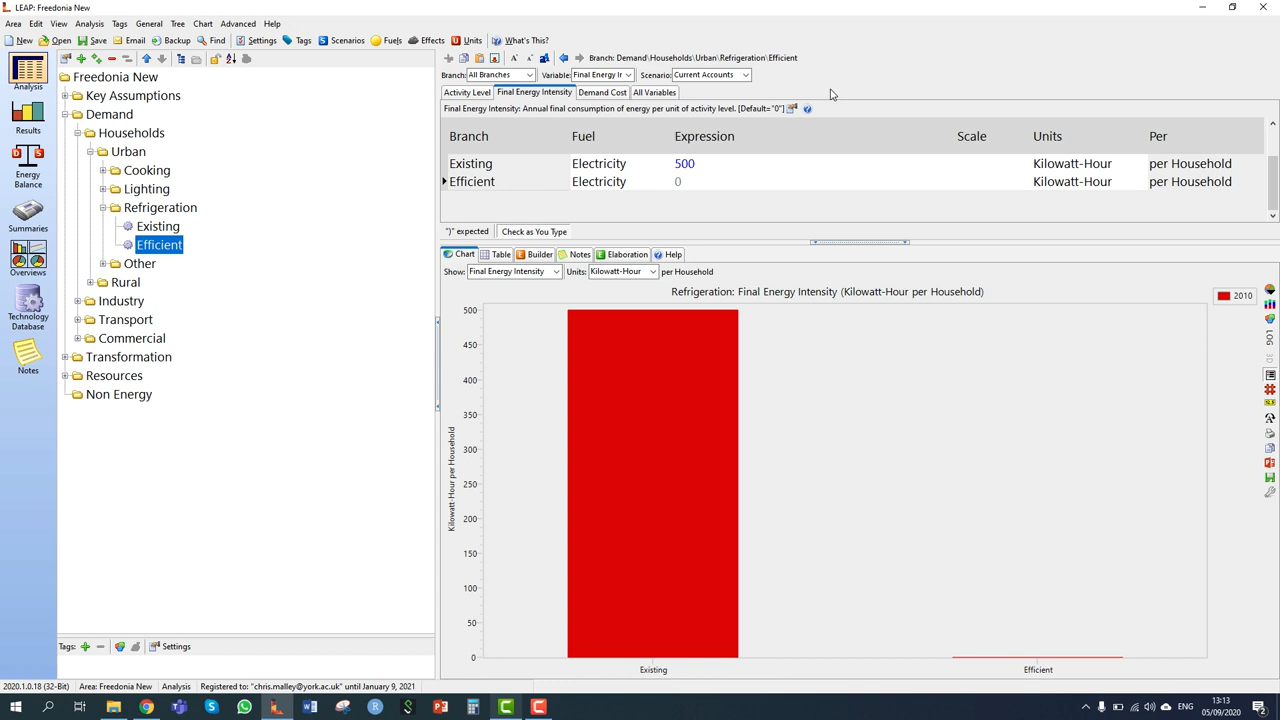 LEAP: Freedonia New
Area Edit View Analysis Tags General Tree Chart Advanced Help
New Open Save Email Backup Find Settings Tags Scenarios Fuels Effects Units What's This?
Analysis
Results
Energy
Balance
Summaries
Overviews
Technology
Database
Notes
Freedonia New
Key Assumptions
Demand
Households
Urban
Cooking
Lighting
Refrigeration
Existing
Efficient
Other
Rural
Industry
Transport
Commercial
Transformation
Resources
Non Energy
Tags: Settings
Branch: Demand\Households\Urban\Refrigeration\Efficient
Branch: All Branches Variable: Final Energy Ir Scenario: Current Accounts
Activity Level Final Energy Intensity Demand Cost All Variables
Final Energy Intensity: Annual final consumption of energy per unit of activity level. [Default="0"]
Branch Fuel Expression Scale Units Per
Existing Electricity 500 Kilowatt-Hour per Household
Efficient Electricity 0 Kilowatt-Hour per Household
")" expected Check as You Type
Chart Table Builder Notes Elaboration Help
Show: Final Energy Intensity Units: Kilowatt-Hour per Household
Refrigeration: Final Energy Intensity (Kilowatt-Hour per Household)
2010
Kilowatt-Hour per Household
500
450
400
350
300
250
200
150
100
50
0
Existing Efficient
LOG
3D
2020.1.0.18 (32-Bit) Area: Freedonia New Analysis Registered to: "chris.malley@york.ac.uk" until January 9, 2021
ENG 13:13
05/09/2020
2